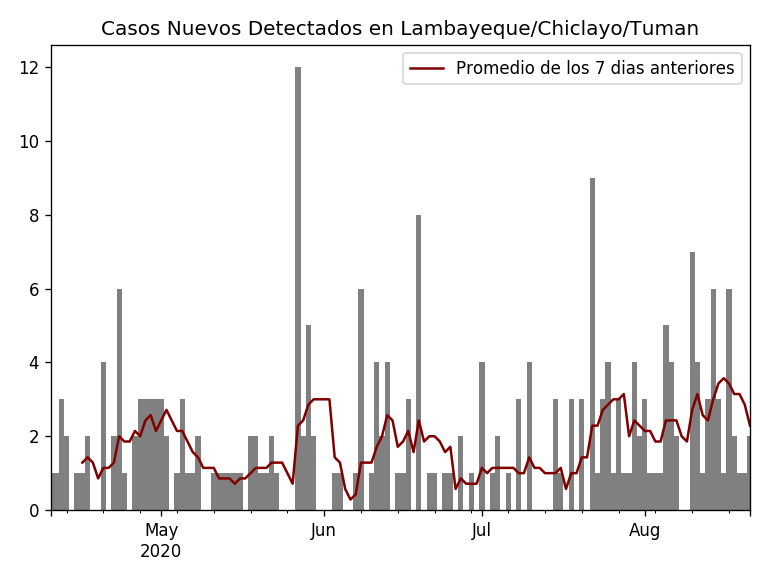 Casos Nuevos Detectados en Lambayeque/Chiclayo/Tuman
Promedio de los 7 dias anteriores
12
10
8
6
4
2
0
May Jun Jul Aug
2020